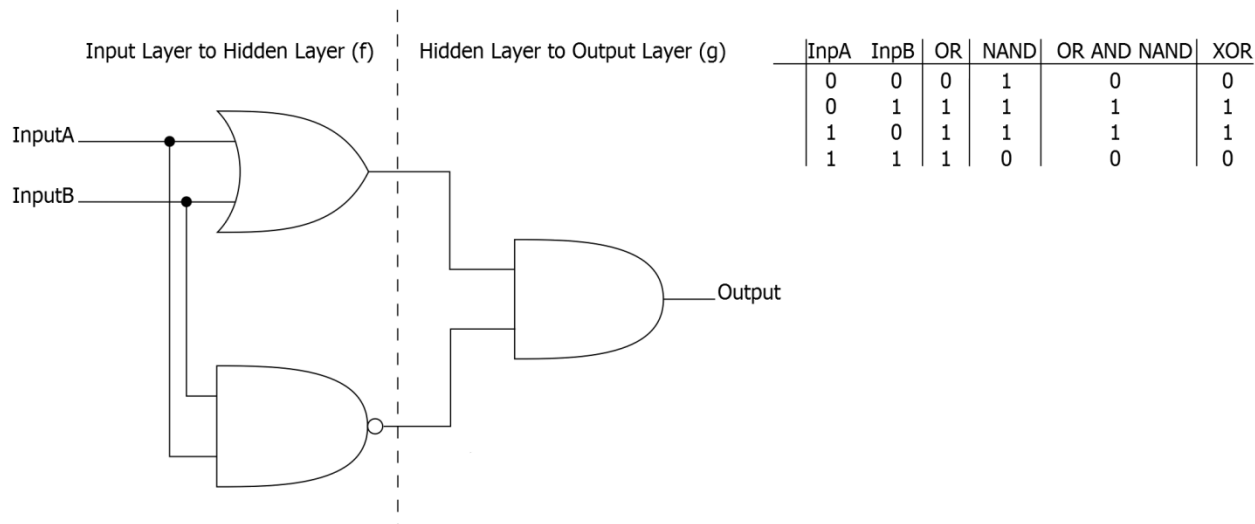 Input Layer to Hidden Layer (f)
Hidden Layer to Output Layer (g)
InputA
InputB
Output
InpA InpB OR NAND OR AND NAND XOR
0 0 0 1 0 0
0 1 1 1 1 1
1 0 1 1 1 1
1 1 1 0 0 0